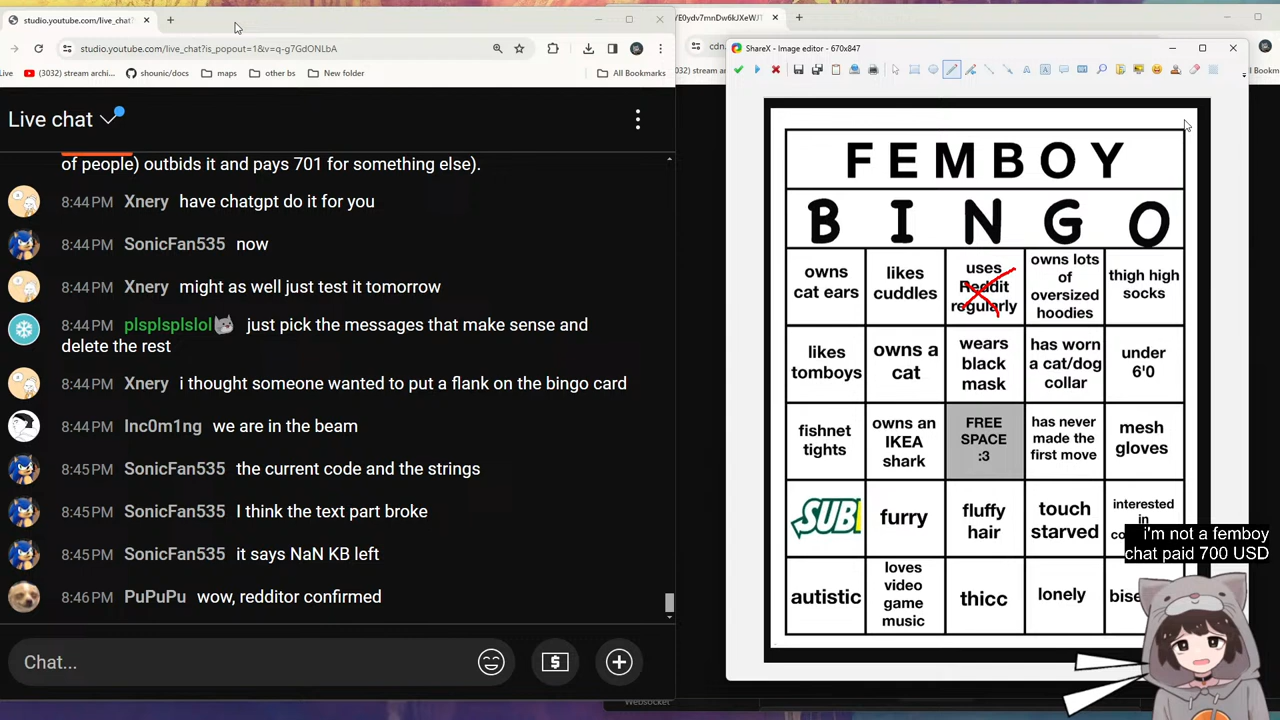 studio.youtube.com/live_chat?
studio.youtube.com/live_chat?is_popout=1&v=q-g7GdONLbA
(3032) stream archi...
shounic/docs
maps
other bs
New folder
All Bookmarks
Live chat
of people) outbids it and pays 701 for something else).
8:44 PM Xnery have chatgpt do it for you
8:44 PM SonicFan535 now
8:44 PM Xnery might as well just test it tomorrow
8:44 PM plsplsplslol just pick the messages that make sense and
delete the rest
8:44 PM Xnery i thought someone wanted to put a flank on the bingo card
8:44 PM Inc0m1ng we are in the beam
8:45 PM SonicFan535 the current code and the strings
8:45 PM SonicFan535 I think the text part broke
8:45 PM SonicFan535 it says NaN KB left
8:46 PM PuPuPu wow, redditor confirmed
Chat...
cdn.
ShareX - Image editor - 670x847
FEMBOY
BINGO
owns
cat ears
likes
cuddles
uses
Reddit
regularly
owns lots
of
oversized
hoodies
thigh high
socks
likes
tomboys
owns a
cat
wears
black
mask
has worn
a cat/dog
collar
under
6'0
fishnet
tights
owns an
IKEA
shark
FREE
SPACE
:3
has never
made the
first move
mesh
gloves
SUB
furry
fluffy
hair
touch
starved
interested
in
autistic
loves
video
game
music
thicc
lonely
i'm not a femboy
chat paid 700 USD